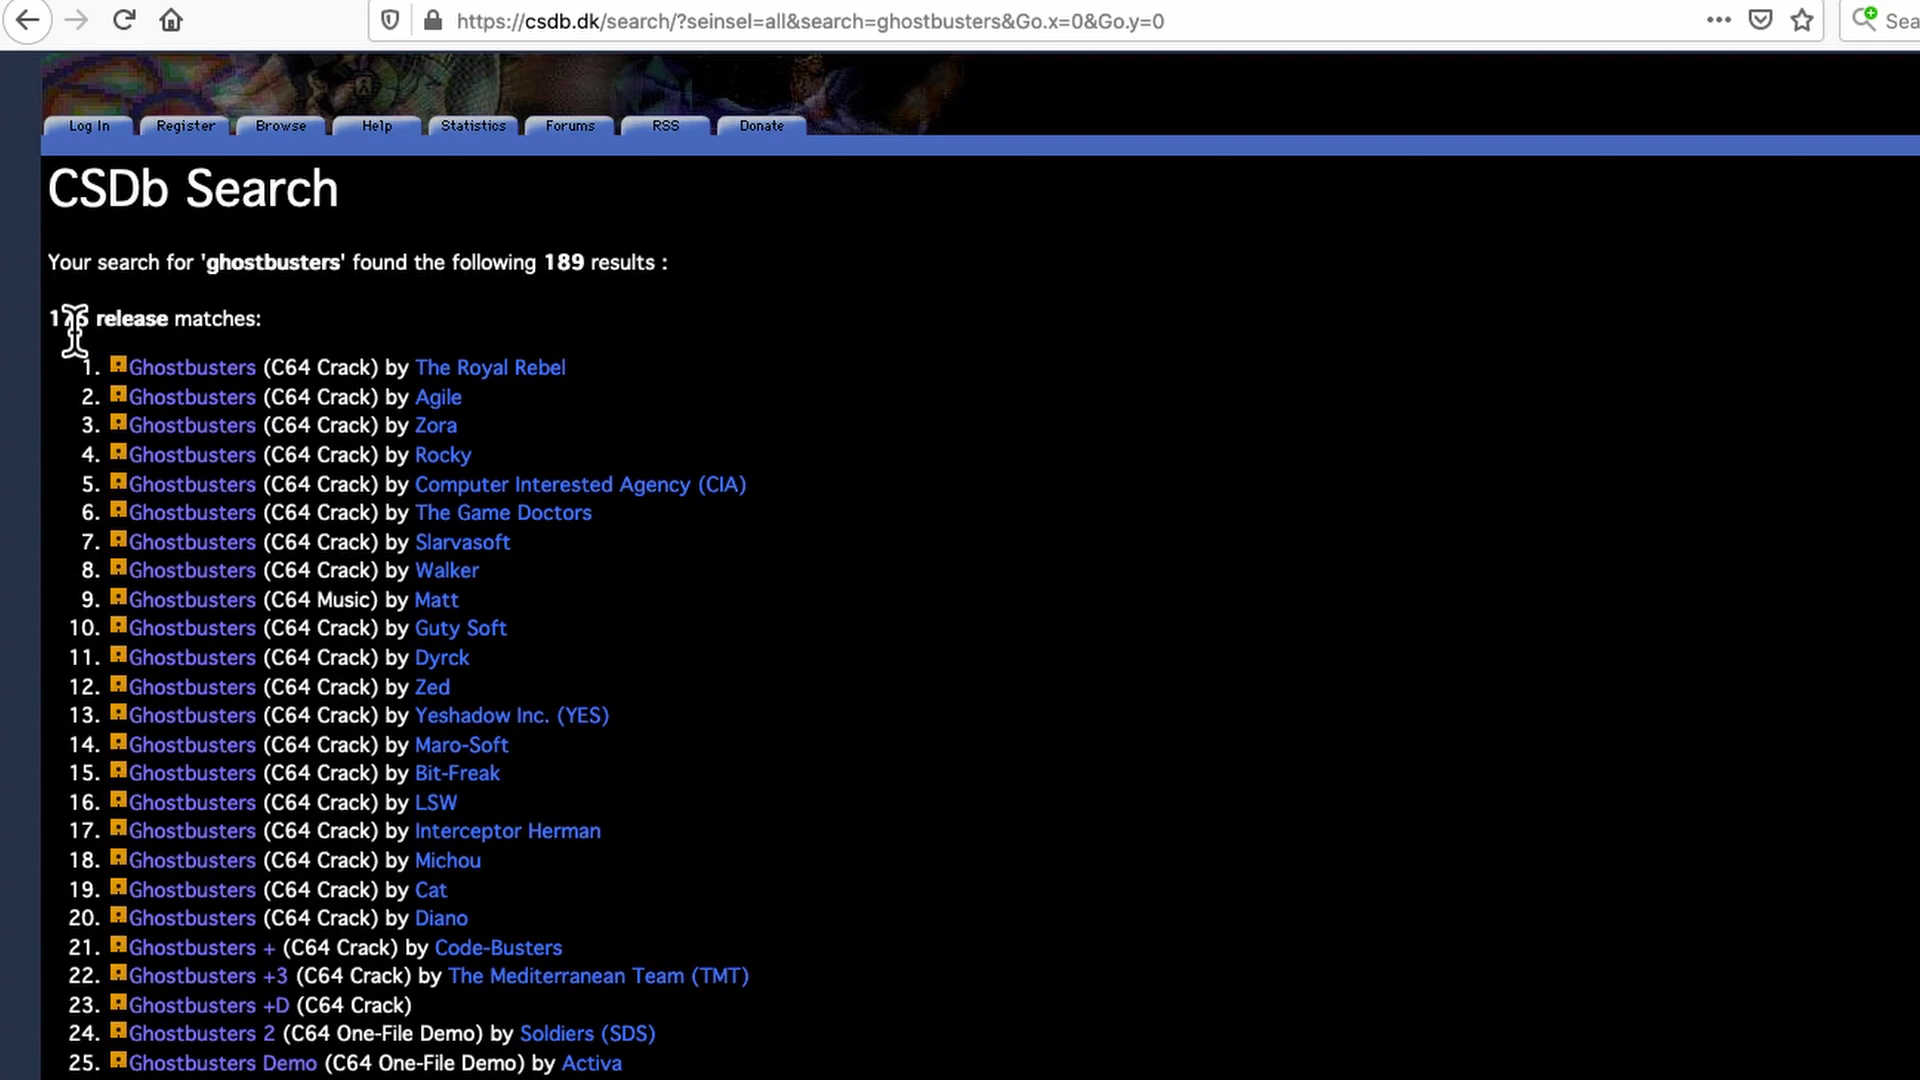 https://csdb.dk/search/?seinsel=all&search=ghostbusters&Go.x=0&Go.y=0
Sea
Log In Register Browse Help Statistics Forums RSS Donate
CSDb Search
Your search for 'ghostbusters' found the following 189 results :
release matches:
1. Ghostbusters (C64 Crack) by The Royal Rebel
2. Ghostbusters (C64 Crack) by Agile
3. Ghostbusters (C64 Crack) by Zora
4. Ghostbusters (C64 Crack) by Rocky
5. Ghostbusters (C64 Crack) by Computer Interested Agency (CIA)
6. Ghostbusters (C64 Crack) by The Game Doctors
7. Ghostbusters (C64 Crack) by Slarvasoft
8. Ghostbusters (C64 Crack) by Walker
9. Ghostbusters (C64 Music) by Matt
10. Ghostbusters (C64 Crack) by Guty Soft
11. Ghostbusters (C64 Crack) by Dyrck
12. Ghostbusters (C64 Crack) by Zed
13. Ghostbusters (C64 Crack) by Yeshadow Inc. (YES)
14. Ghostbusters (C64 Crack) by Maro-Soft
15. Ghostbusters (C64 Crack) by Bit-Freak
16. Ghostbusters (C64 Crack) by LSW
17. Ghostbusters (C64 Crack) by Interceptor Herman
18. Ghostbusters (C64 Crack) by Michou
19. Ghostbusters (C64 Crack) by Cat
20. Ghostbusters (C64 Crack) by Diano
21. Ghostbusters + (C64 Crack) by Code-Busters
22. Ghostbusters +3 (C64 Crack) by The Mediterranean Team (TMT)
23. Ghostbusters +D (C64 Crack)
24. Ghostbusters 2 (C64 One-File Demo) by Soldiers (SDS)
25. Ghostbusters Demo (C64 One-File Demo) by Activa